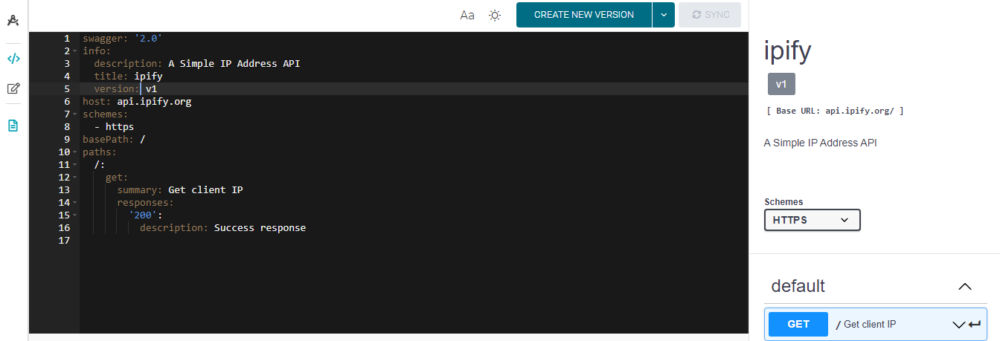 Aa
CREATE NEW VERSION
SYNC
1 swagger: '2.0'
2 info:
3 description: A Simple IP Address API
4 title: ipify
5 version: v1
6 host: api.ipify.org
7 schemes:
8 - https
9 basePath: /
10 paths:
11 /:
12 get:
13 summary: Get client IP
14 responses:
15 '200':
16 description: Success response
17
ipify
v1
[ Base URL: api.ipify.org/ ]
A Simple IP Address API
Schemes
HTTPS
default
GET / Get client IP